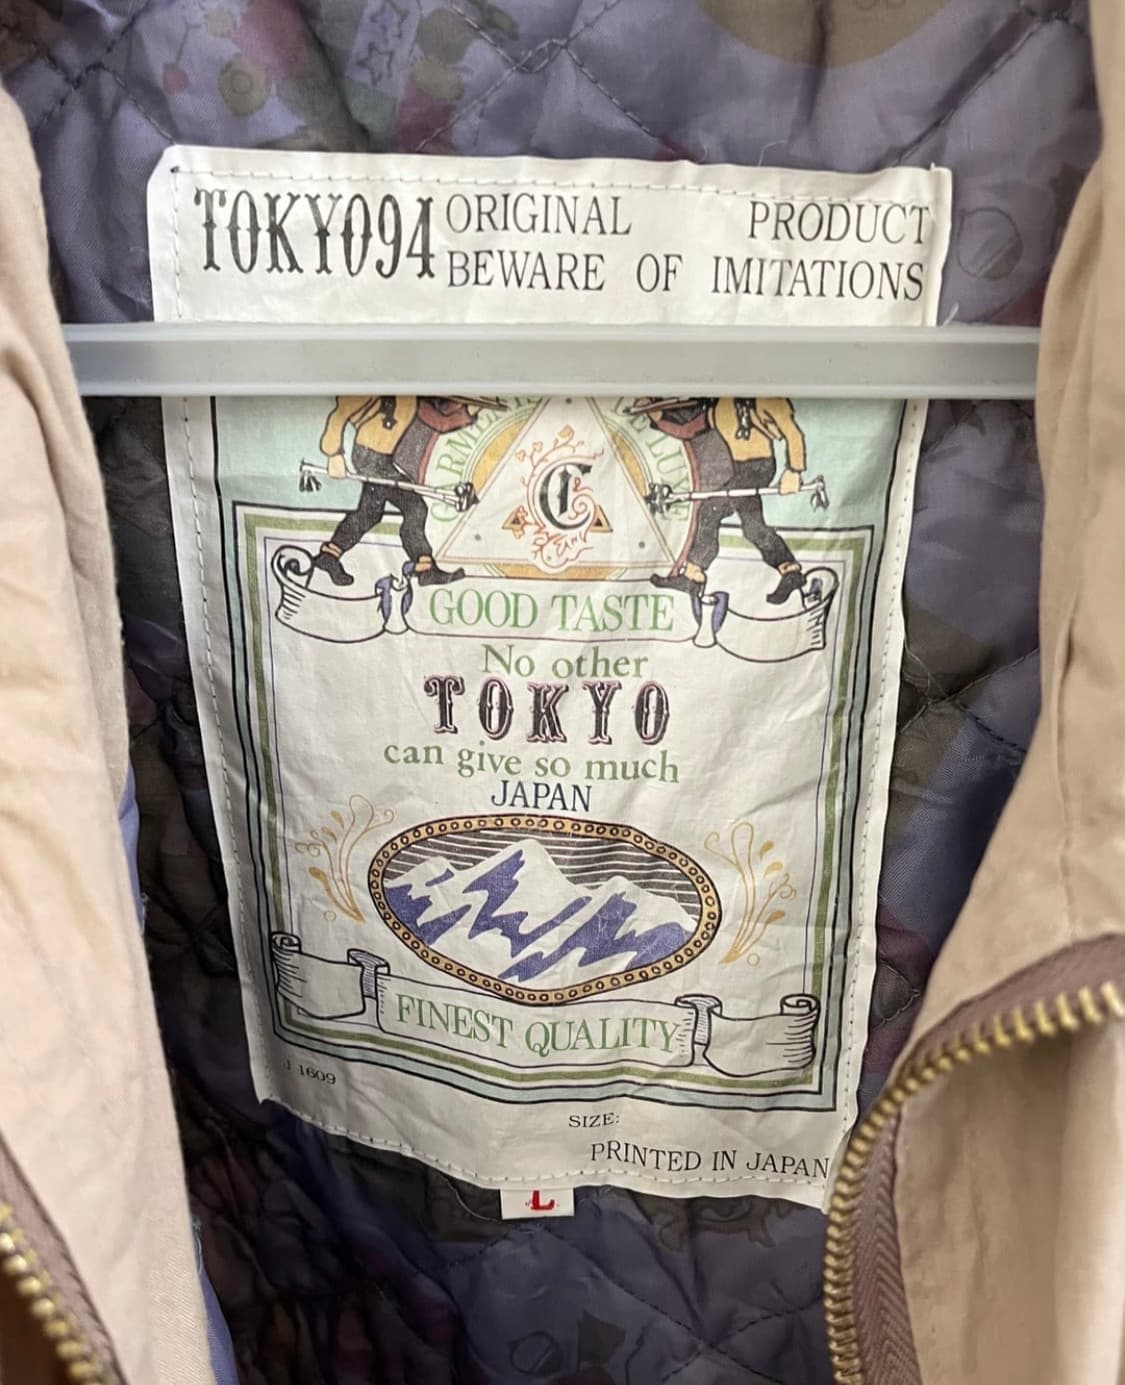 TOKYO94 ORIGINAL PRODUCT
BEWARE OF IMITATIONS
C
GOOD TASTE
No other
TOKYO
can give so much
JAPAN
FINEST QUALITY
J 1609
SIZE:
PRINTED IN JAPAN
L